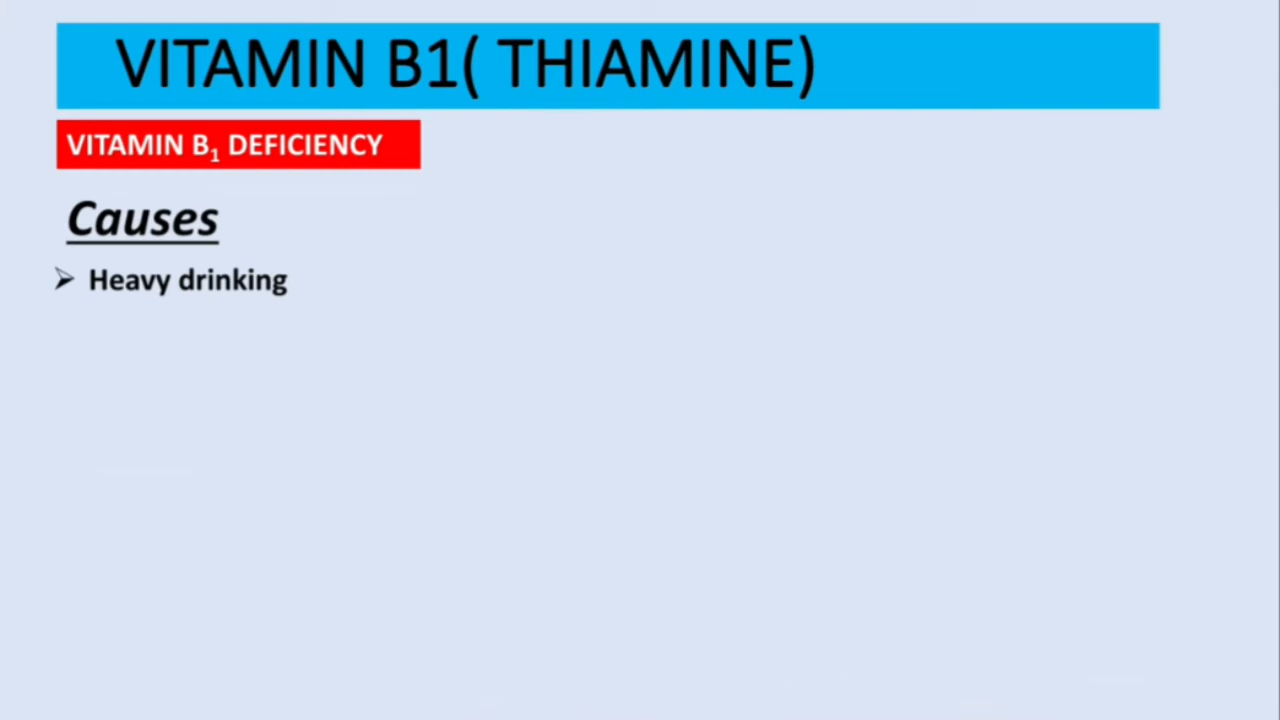 VITAMIN B1( THIAMINE)
VITAMIN B₁ DEFICIENCY
Causes
➢ Heavy drinking